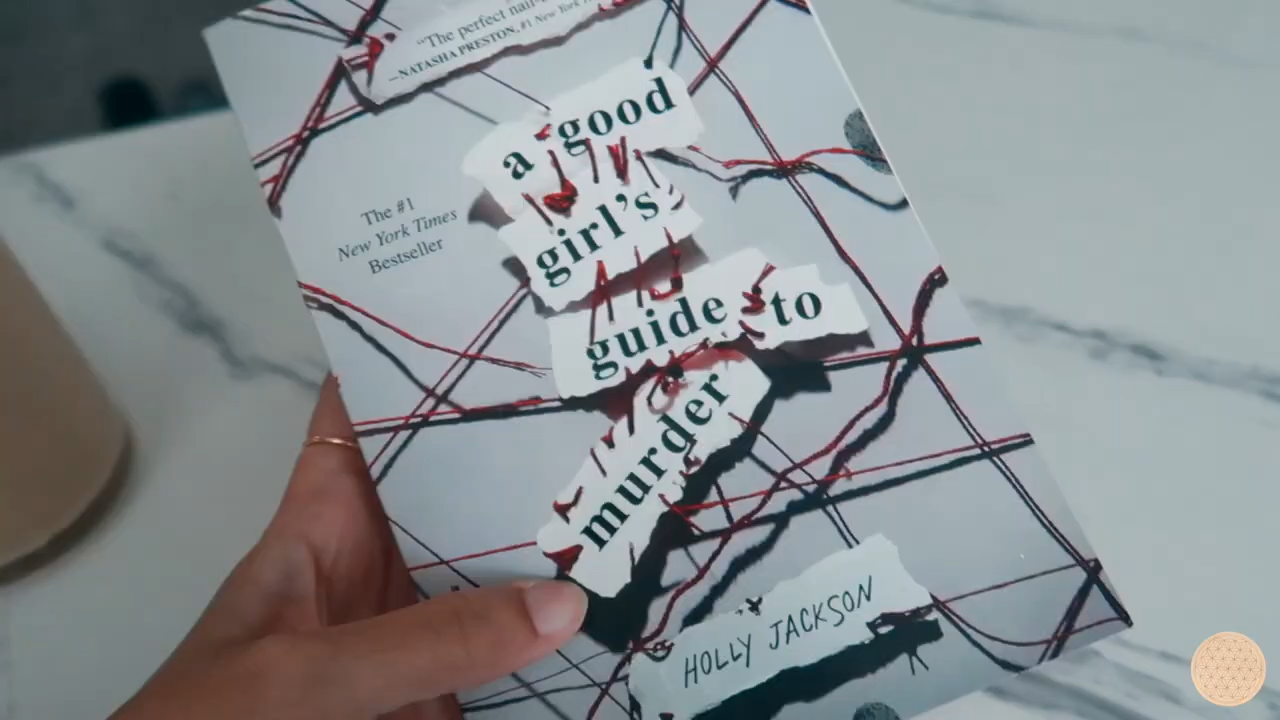 "The perfect nail-
—NATASHA PRESTON, #1 New York
a good
girl's
guide to
murder
The #1
New York Times
Bestseller
HOLLY JACKSON